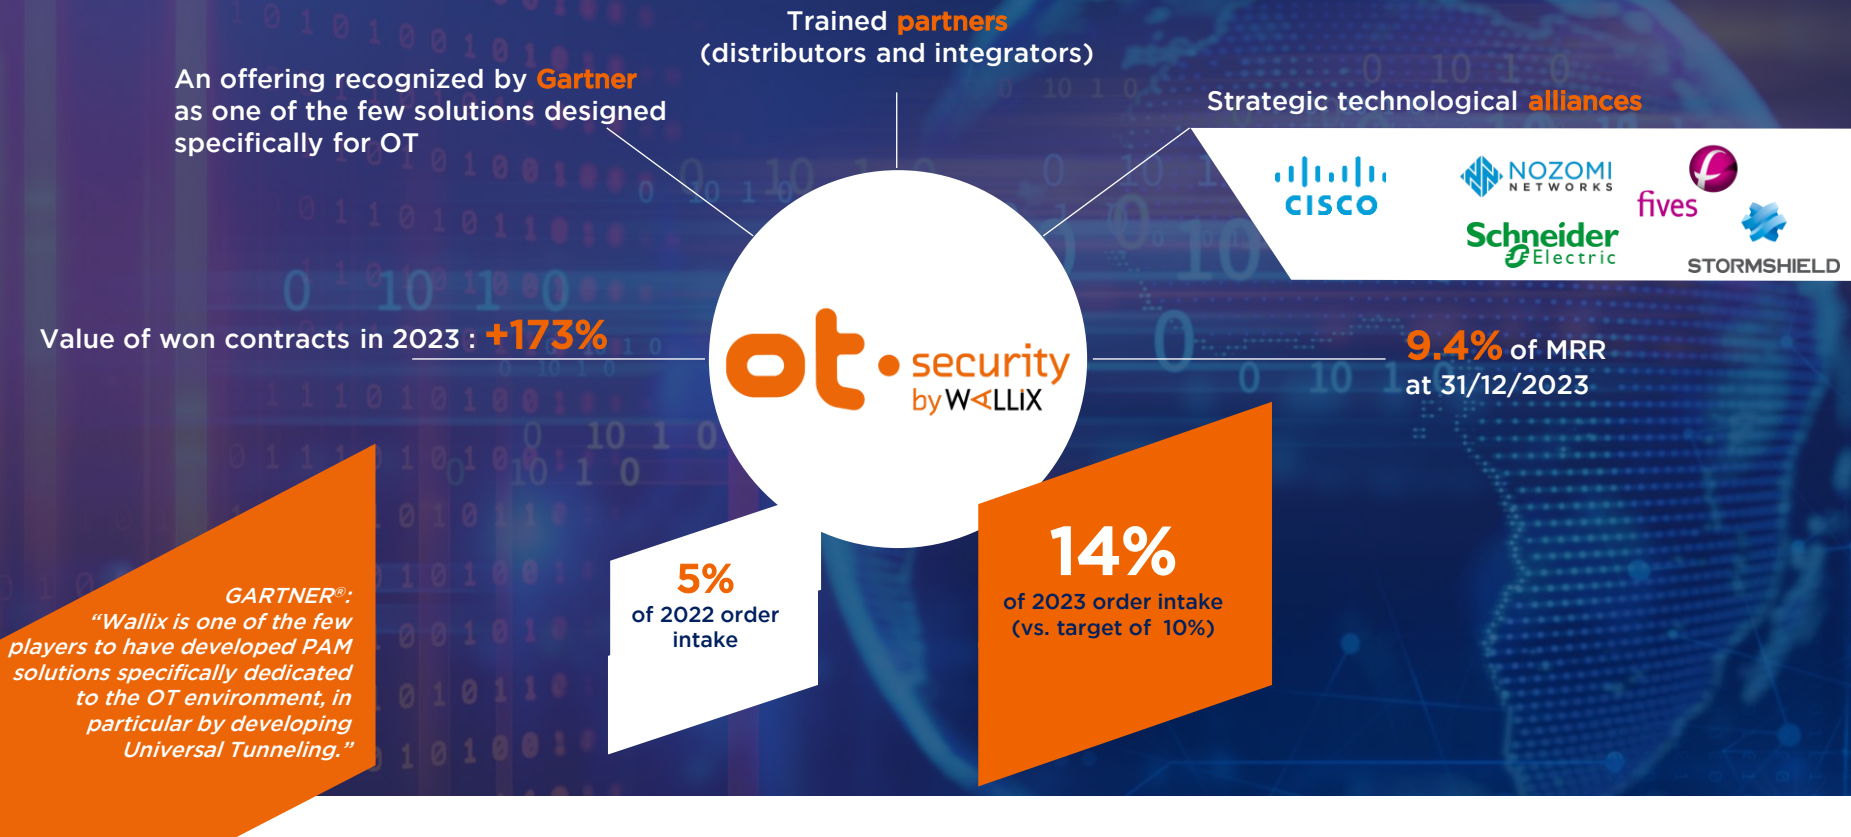 Trained partners
(distributors and integrators)
An offering recognized by Gartner
as one of the few solutions designed
specifically for OT
Strategic technological alliances
CISCO
NOZOMI
NETWORKS
fives
Schneider
Electric
STORMSHIELD
Value of won contracts in 2023 : +173%
ot • security
by WALLIX
9.4% of MRR
at 31/12/2023
GARTNER®:
“Wallix is one of the few
players to have developed PAM
solutions specifically dedicated
to the OT environment, in
particular by developing
Universal Tunneling.”
5%
of 2022 order
intake
14%
of 2023 order intake
(vs. target of 10%)